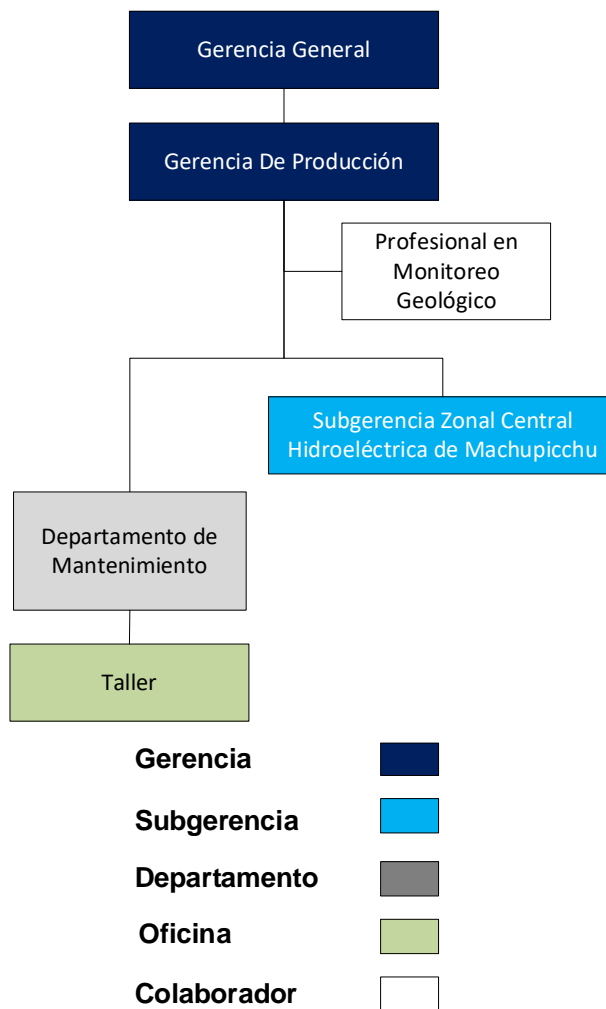 Gerencia General
Gerencia De Producción
Profesional en
Monitoreo
Geológico
Subgerencia Zonal Central
Hidroeléctrica de Machupicchu
Departamento de
Mantenimiento
Taller
Gerencia
Subgerencia
Departamento
Oficina
Colaborador